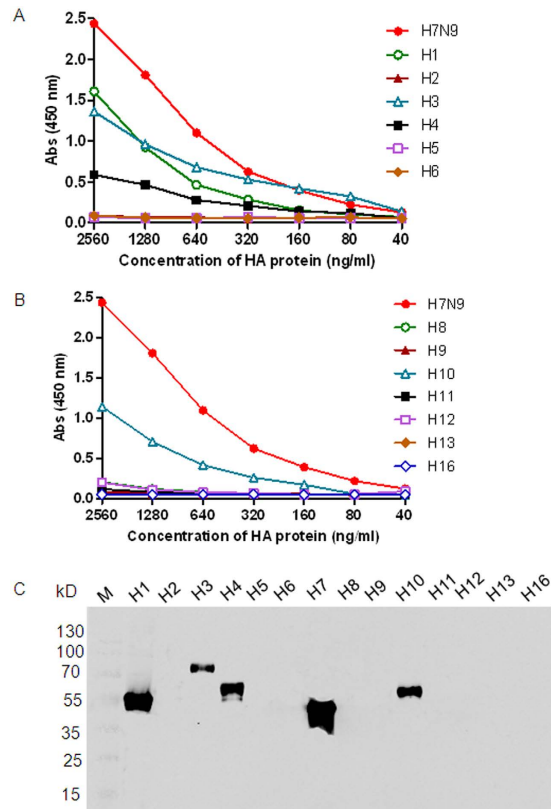 A
Abs (450 nm)
2.5
2.0
1.5
1.0
0.5
0.0
2560 1280 640 320 160 80 40
Concentration of HA protein (ng/ml)
H7N9
H1
H2
H3
H4
H5
H6
B
Abs (450 nm)
2.5
2.0
1.5
1.0
0.5
0.0
2560 1280 640 320 160 80 40
Concentration of HA protein (ng/ml)
H7N9
H8
H9
H10
H11
H12
H13
H16
C kD M H1 H2 H3 H4 H5 H6 H7 H8 H9 H10 H11 H12 H13 H16
130
100
70
55
35
25
15